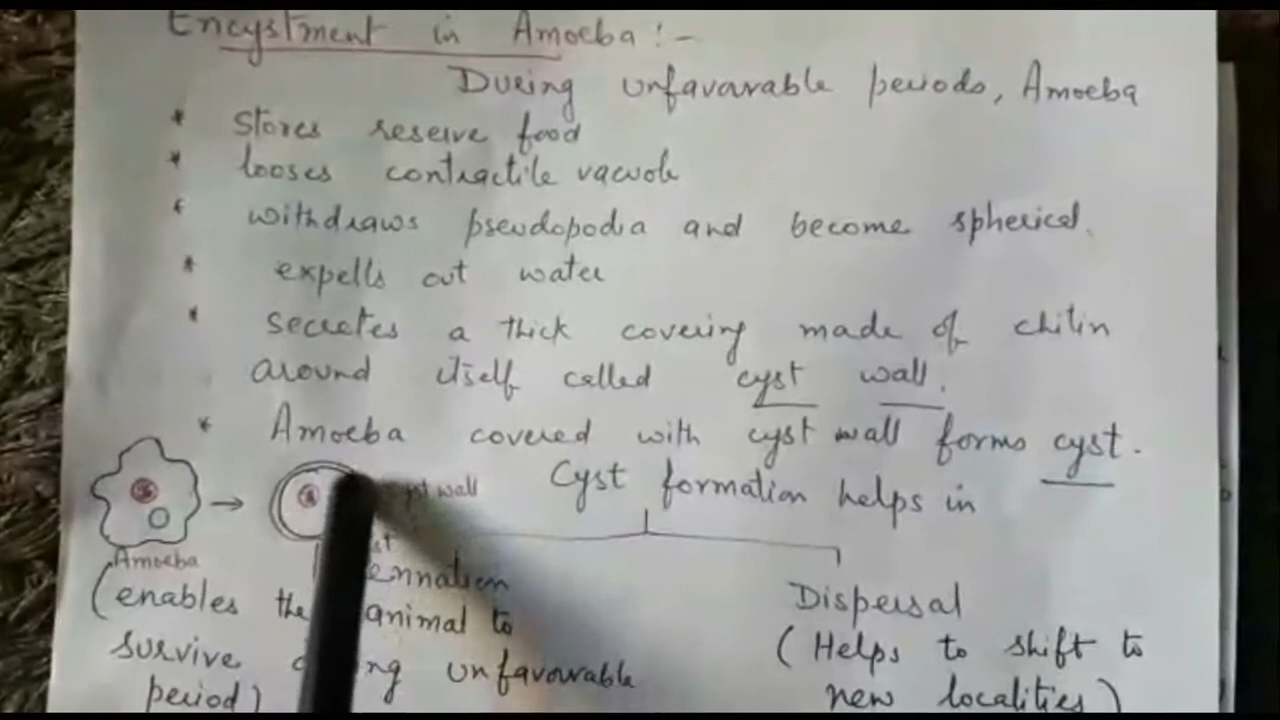 Encystment in Amoeba:-
During unfavarable periods, Amoeba
* stores reserve food
* looses contractile vacuole
* withdraws pseudopodia and become spherical.
* expells out water
* secretes a thick covering made of chitin
around itself called cyst wall.
* Amoeba covered with cyst wall forms cyst.
wall
Cyst formation helps in
Amoeba
Dispersal
(enables the animal to
survive unfavourable
period)
(Helps to shift to
new localities)